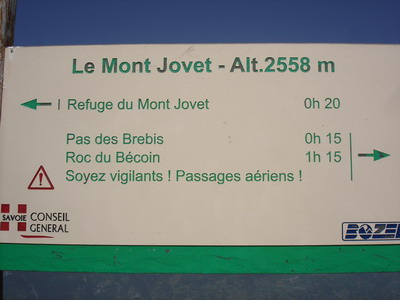 Le Mont Jovet - Alt.2558 m
Refuge du Mont Jovet 0h 20
Pas des Brebis 0h 15
Roc du Bécoin 1h 15
Soyez vigilants ! Passages aériens !
SAVOIE CONSEIL
GENERAL
BOZEL